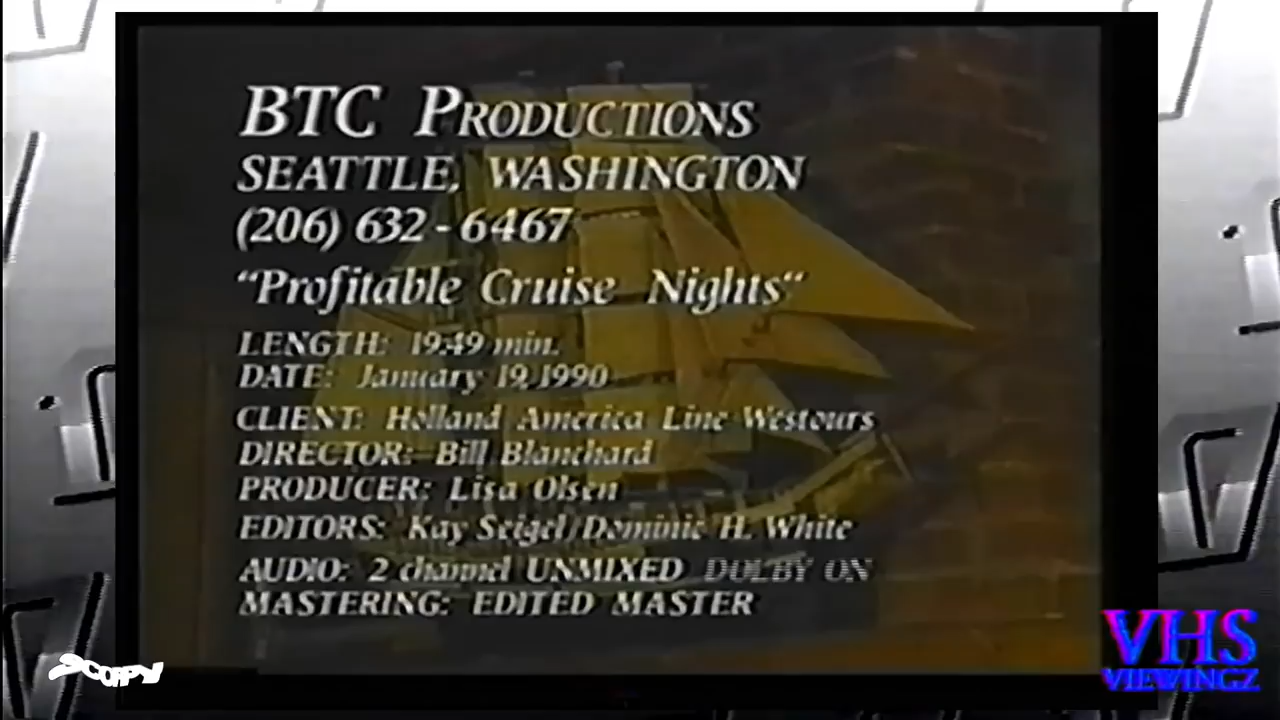 BTC PRODUCTIONS
SEATTLE, WASHINGTON
(206) 632-6467
"Profitable Cruise Nights"
LENGTH: 19:49 min.
DATE: January 19, 1990
CLIENT: Holland America Line Westours
DIRECTOR: Bill Blanchard
PRODUCER: Lisa Olsen
EDITORS: Kay Seigel/Dominic H. White
AUDIO: 2 channel UNMIXED DOLBY ON
MASTERING: EDITED MASTER
SCOPPY
VHS
VIEWINGZ